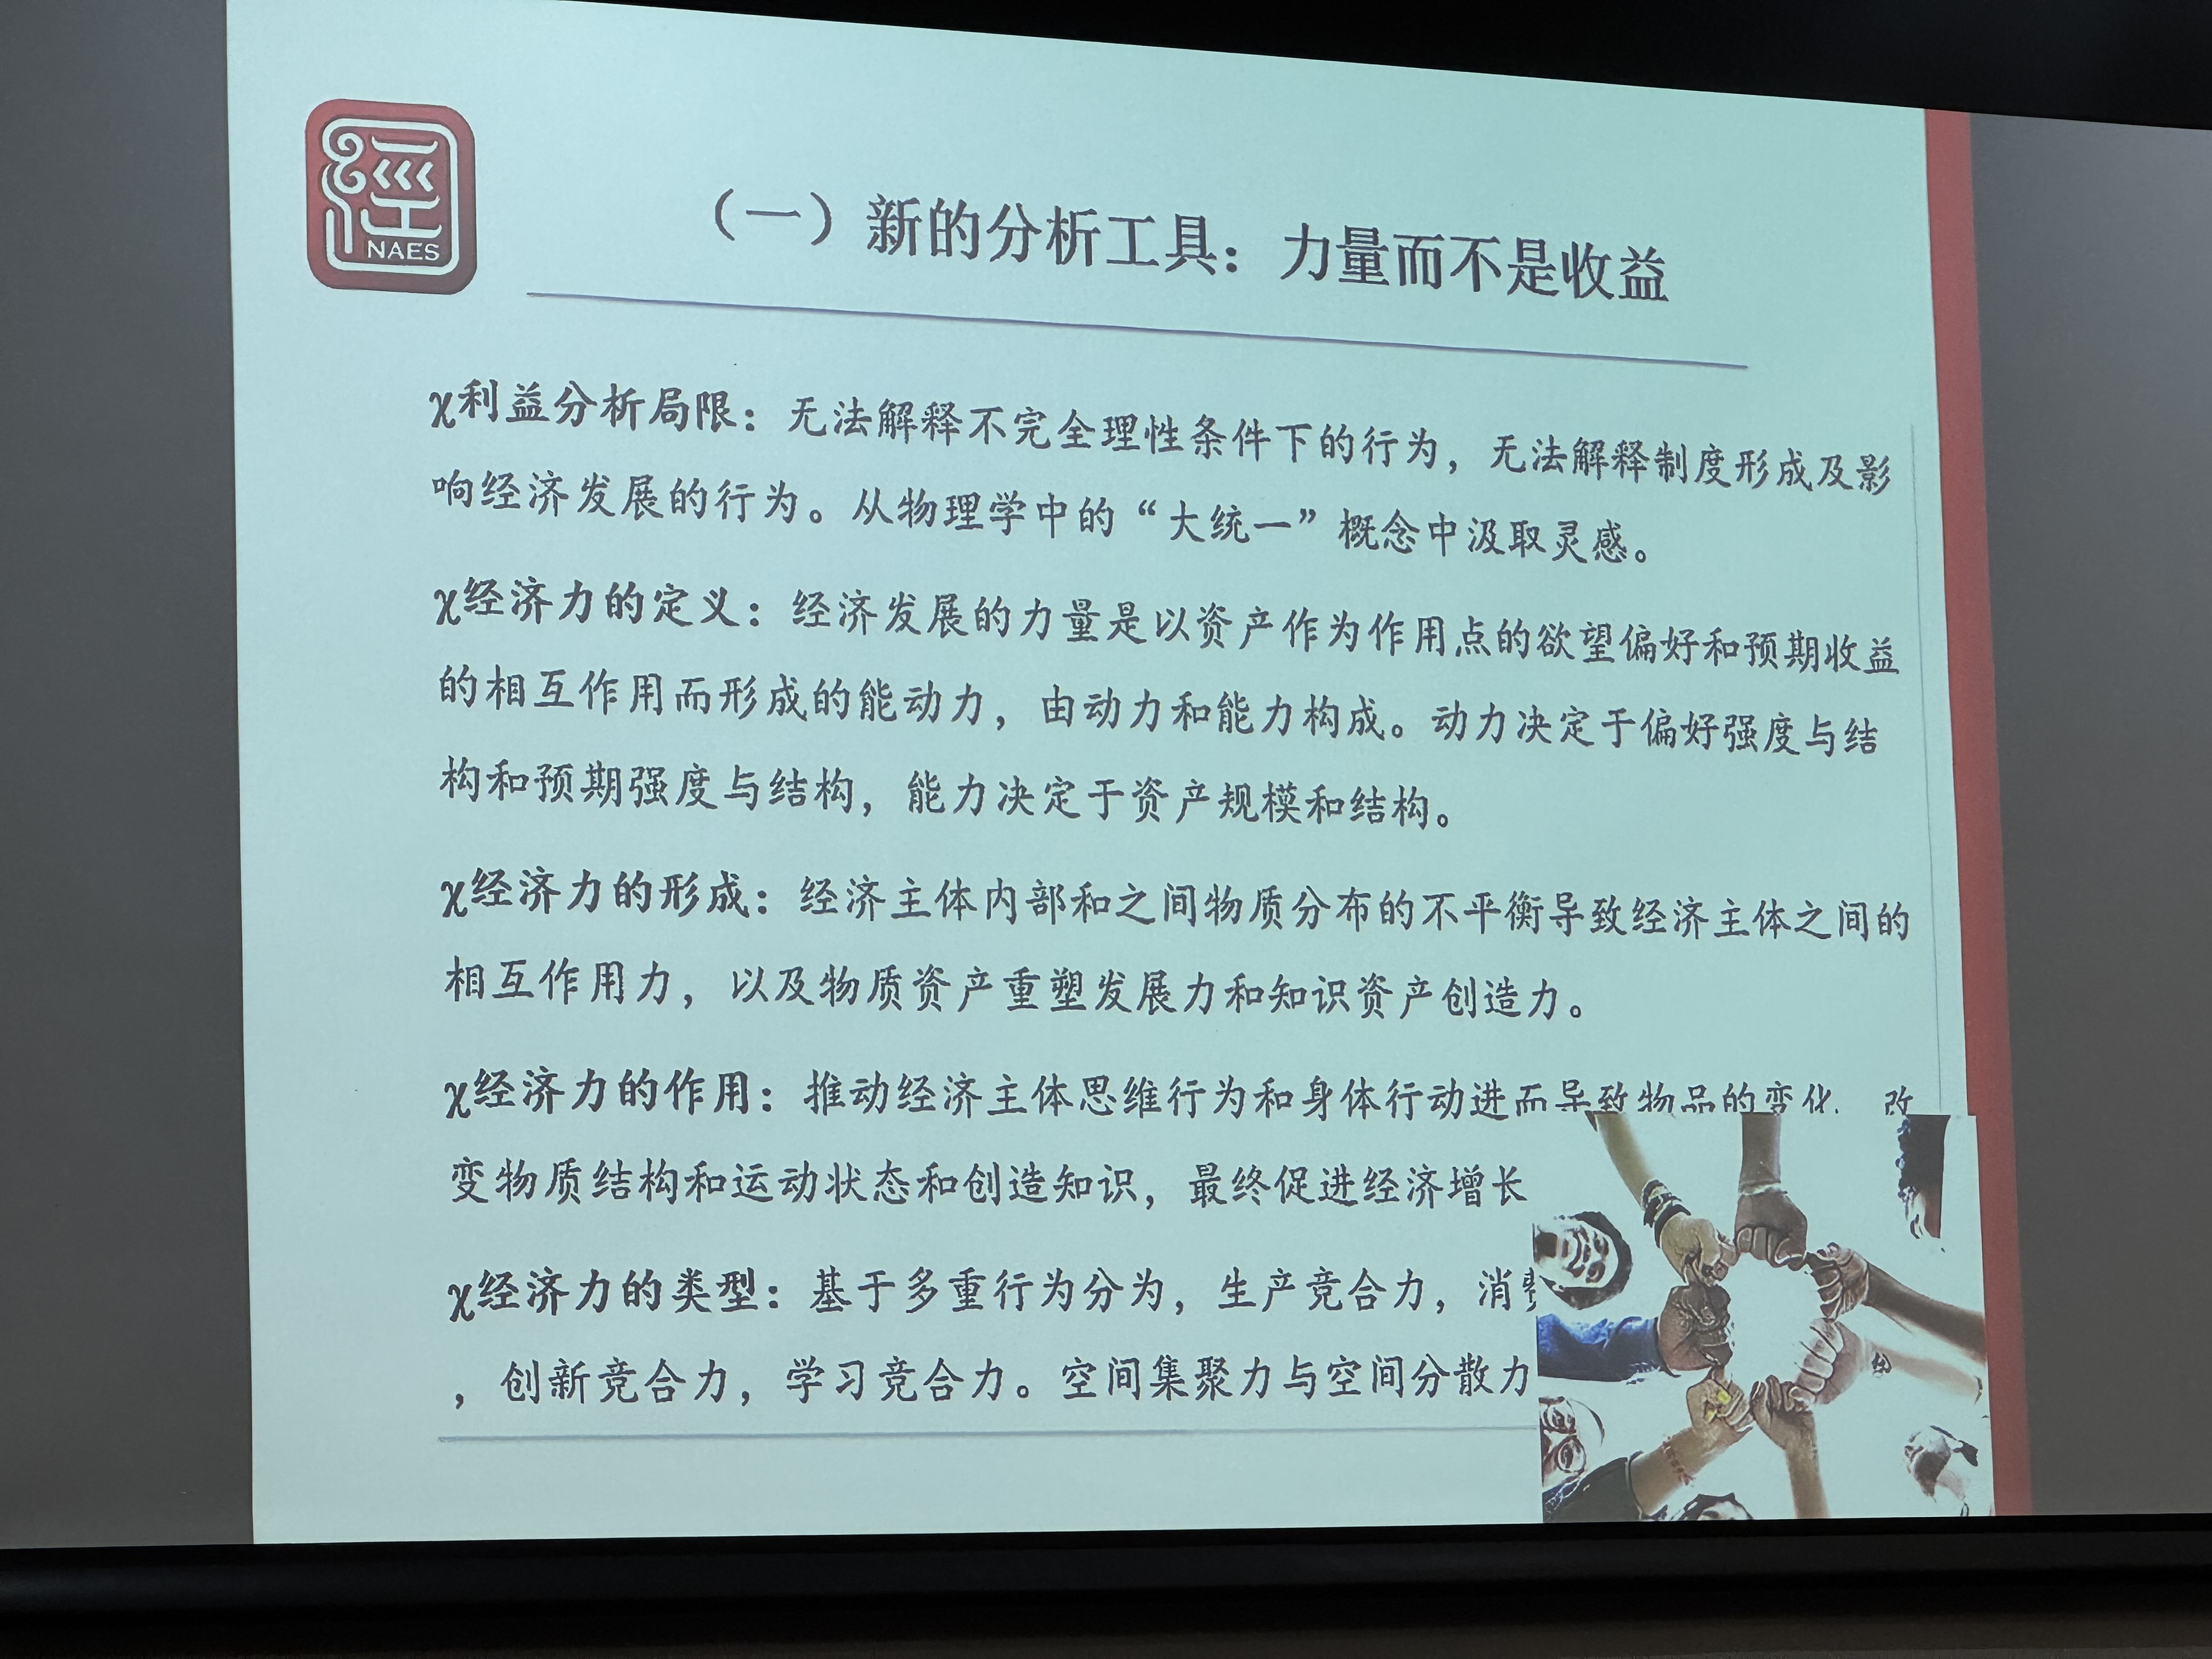 經
NAES
（一）新的分析工具：力量而不是收益
χ利益分析局限：无法解释不完全理性条件下的行为，无法解释制度形成及影
响经济发展的行为。从物理学中的“大统一”概念中汲取灵感。
χ经济力的定义：经济发展的力量是以资产作为作用点的欲望偏好和预期收益
的相互作用而形成的能动力，由动力和能力构成。动力决定于偏好强度与结
构和预期强度与结构，能力决定于资产规模和结构。
χ经济力的形成：经济主体内部和之间物质分布的不平衡导致经济主体之间的
相互作用力，以及物质资产重塑发展力和知识资产创造力。
χ经济力的作用：推动经济主体思维行为和身体行动进而导致物品的变化，改
变物质结构和运动状态和创造知识，最终促进经济增长
χ经济力的类型：基于多重行为分为，生产竞合力，消
，创新竞合力，学习竞合力。空间集聚力与空间分散力